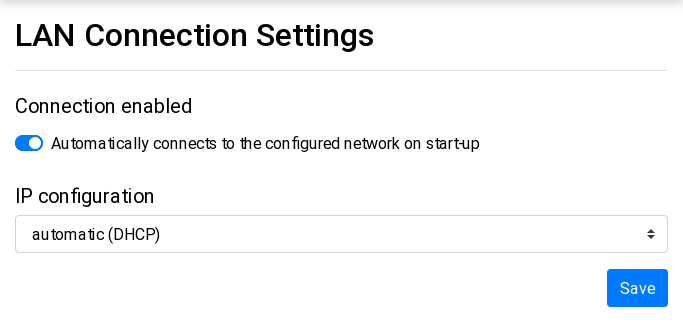 LAN Connection Settings
Connection enabled
Automatically connects to the configured network on start-up
IP configuration
automatic (DHCP)
Save